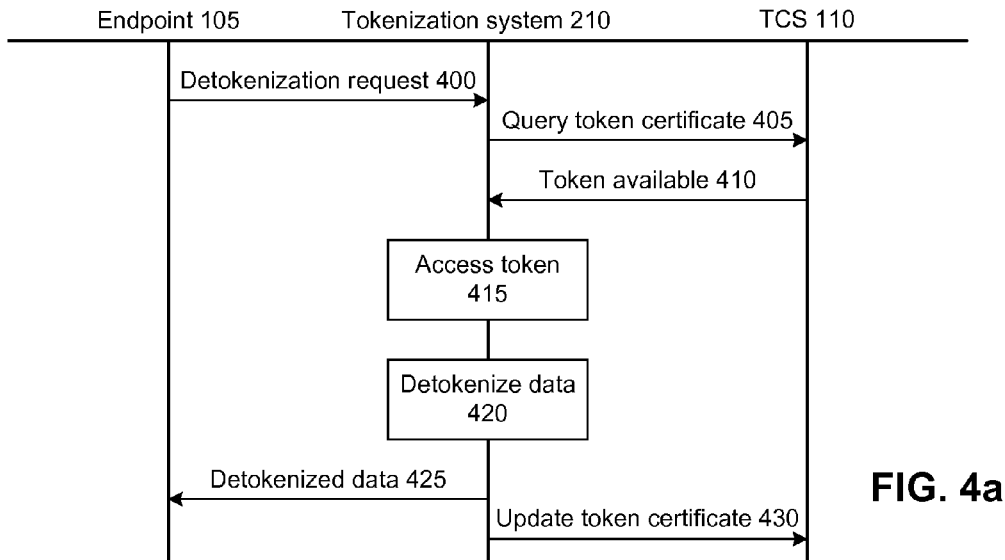 Endpoint 105
Tokenization system 210
TCS 110
Detokenization request 400
Query token certificate 405
Token available 410
Access token
415
Detokenize data
420
Detokenized data 425
FIG. 4a
Update token certificate 430